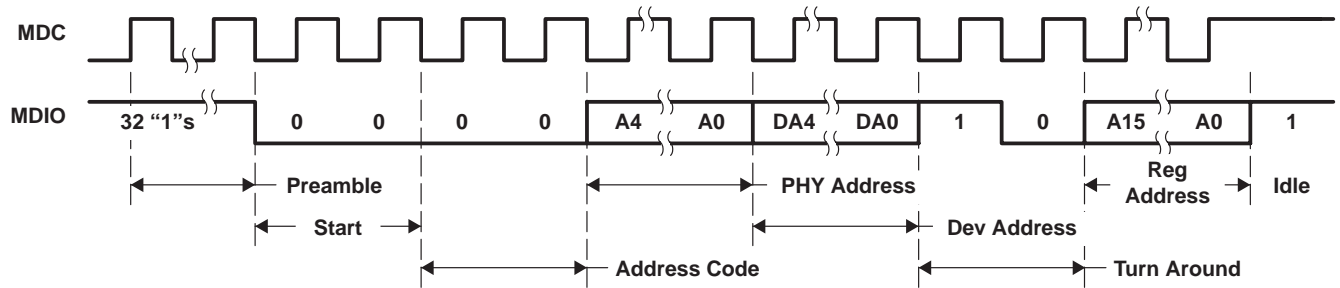 MDC
MDIO
32 “1”s 0 0 0 0 A4 A0 DA4 DA0 1 0 A15 A0 1
Preamble PHY Address Reg Address Idle
Start Dev Address
Address Code Turn Around